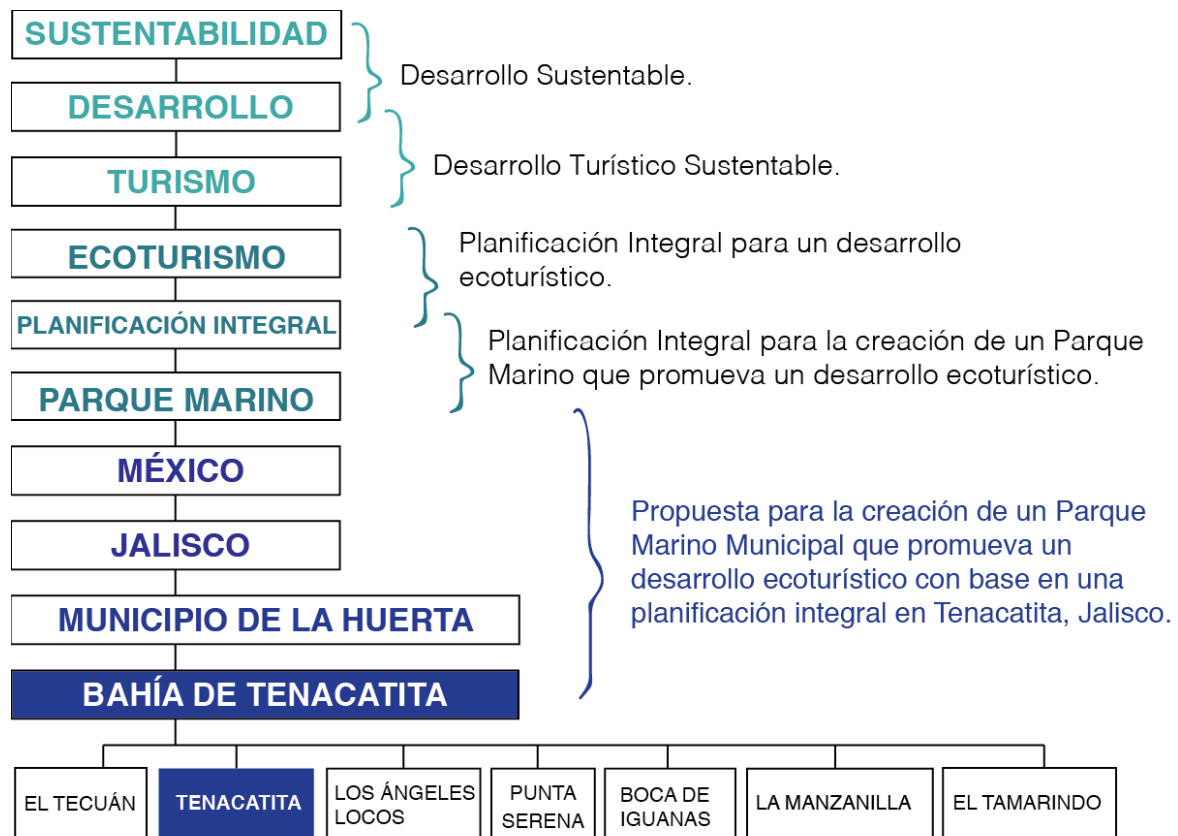 SUSTENTABILIDAD
Desarrollo Sustentable.
DESARROLLO
Desarrollo Turístico Sustentable.
TURISMO
ECOTURISMO
Planificación Integral para un desarrollo
ecoturístico.
PLANIFICACIÓN INTEGRAL
Planificación Integral para la creación de un Parque
Marino que promueva un desarrollo ecoturístico.
PARQUE MARINO
MÉXICO
JALISCO
Propuesta para la creación de un Parque
Marino Municipal que promueva un
desarrollo ecoturístico con base en una
planificación integral en Tenacatita, Jalisco.
MUNICIPIO DE LA HUERTA
BAHÍA DE TENACATITA
EL TECUÁN
TENACATITA
LOS ÁNGELES
LOCOS
PUNTA
SERENA
BOCA DE
IGUANAS
LA MANZANILLA
EL TAMARINDO